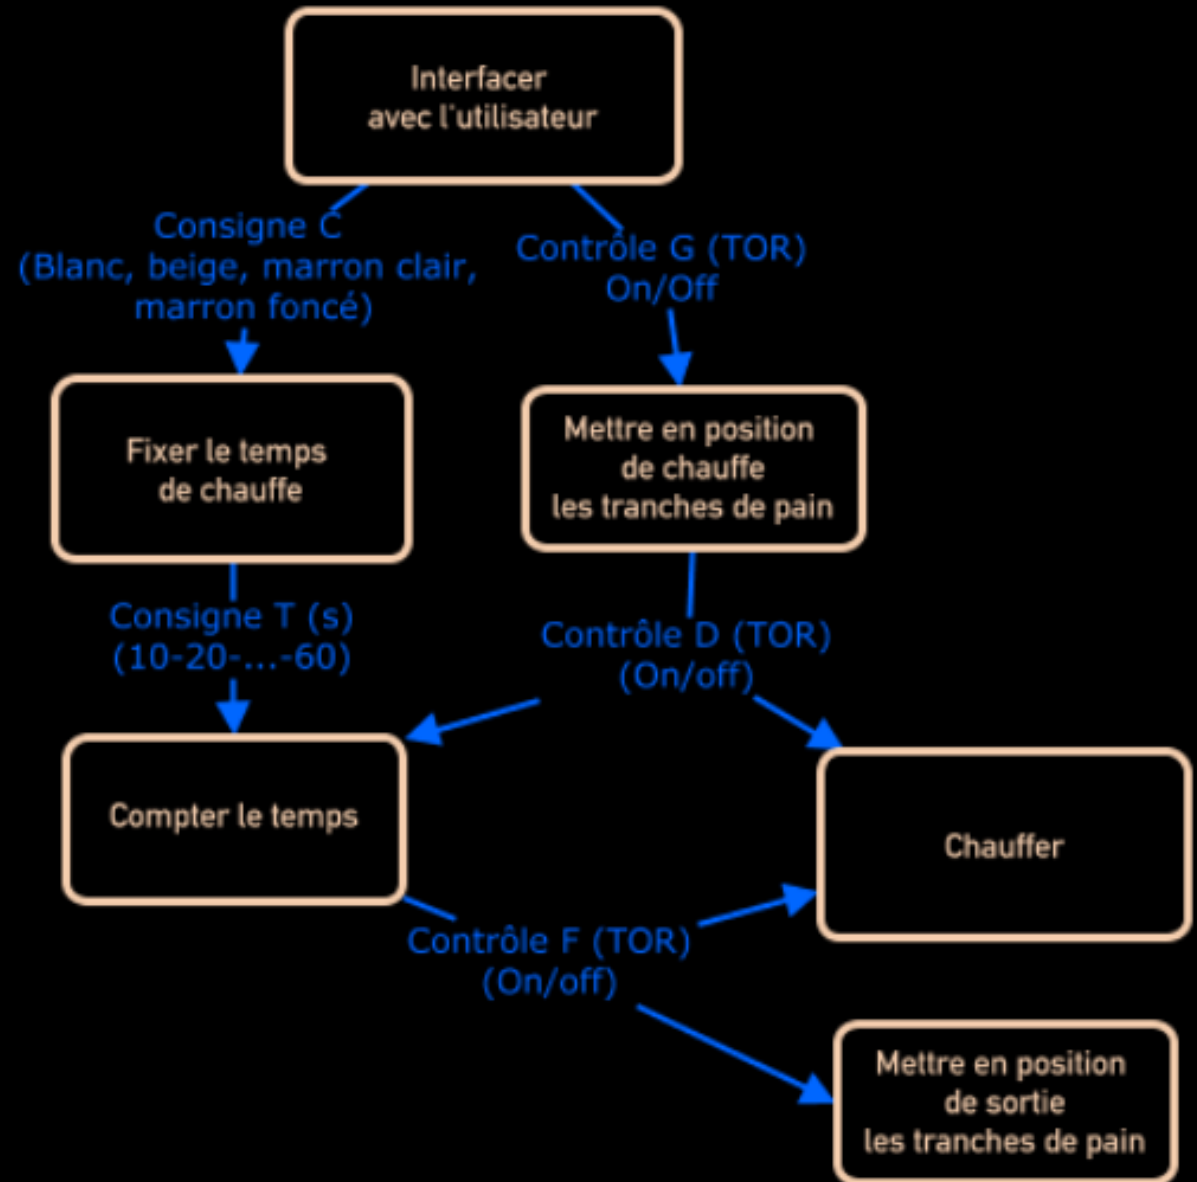 Interfacer
avec l'utilisateur
Consigne C
(Blanc, beige, marron clair,
marron foncé)
Contrôle G (TOR)
On/Off
Fixer le temps
de chauffe
Mettre en position
de chauffe
les tranches de pain
Consigne T (s)
(10-20-...-60)
Contrôle D (TOR)
(On/off)
Compter le temps
Chauffer
Contrôle F (TOR)
(On/off)
Mettre en position
de sortie
les tranches de pain